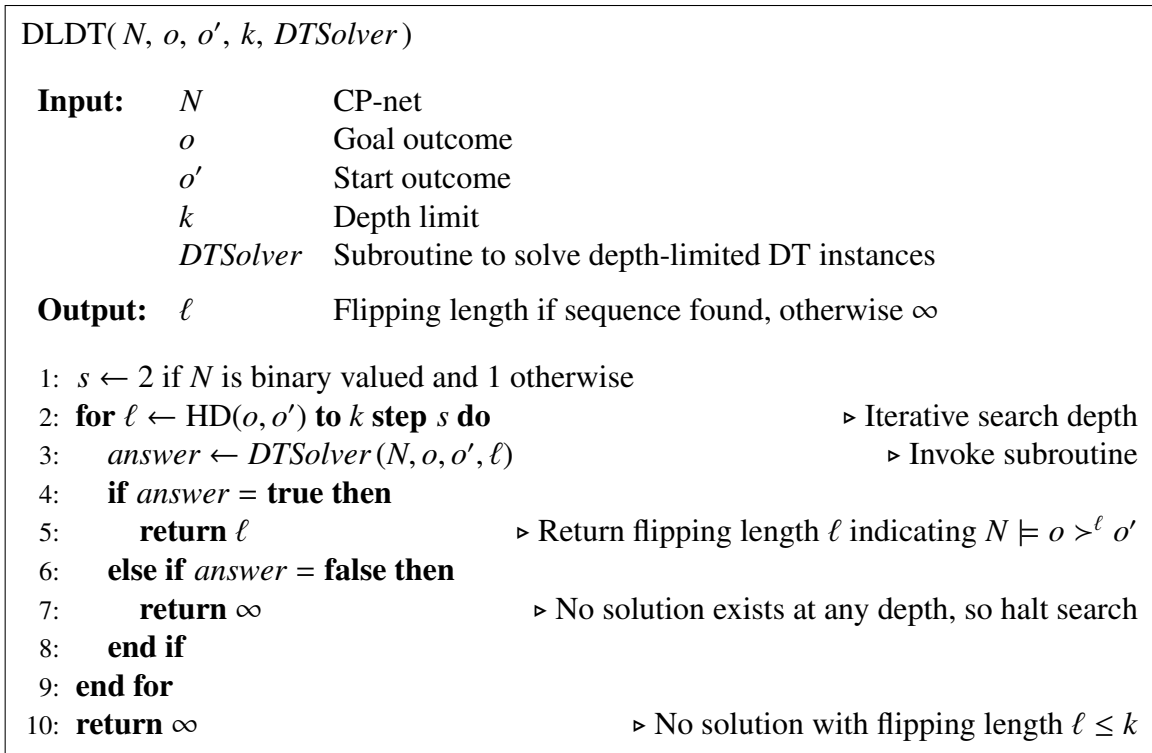 DLDT( N, o, o′, k, DTSolver )
Input: N CP-net
o Goal outcome
o′ Start outcome
k Depth limit
DTSolver Subroutine to solve depth-limited DT instances
Output: ℓ Flipping length if sequence found, otherwise ∞
1: s ← 2 if N is binary valued and 1 otherwise
2: for ℓ ← HD(o, o′) to k step s do ▹ Iterative search depth
3: answer ← DTSolver (N, o, o′, ℓ) ▹ Invoke subroutine
4: if answer = true then
5: return ℓ ▹ Return flipping length ℓ indicating N ⊨ o >^ℓ o′
6: else if answer = false then
7: return ∞ ▹ No solution exists at any depth, so halt search
8: end if
9: end for
10: return ∞ ▹ No solution with flipping length ℓ ≤ k